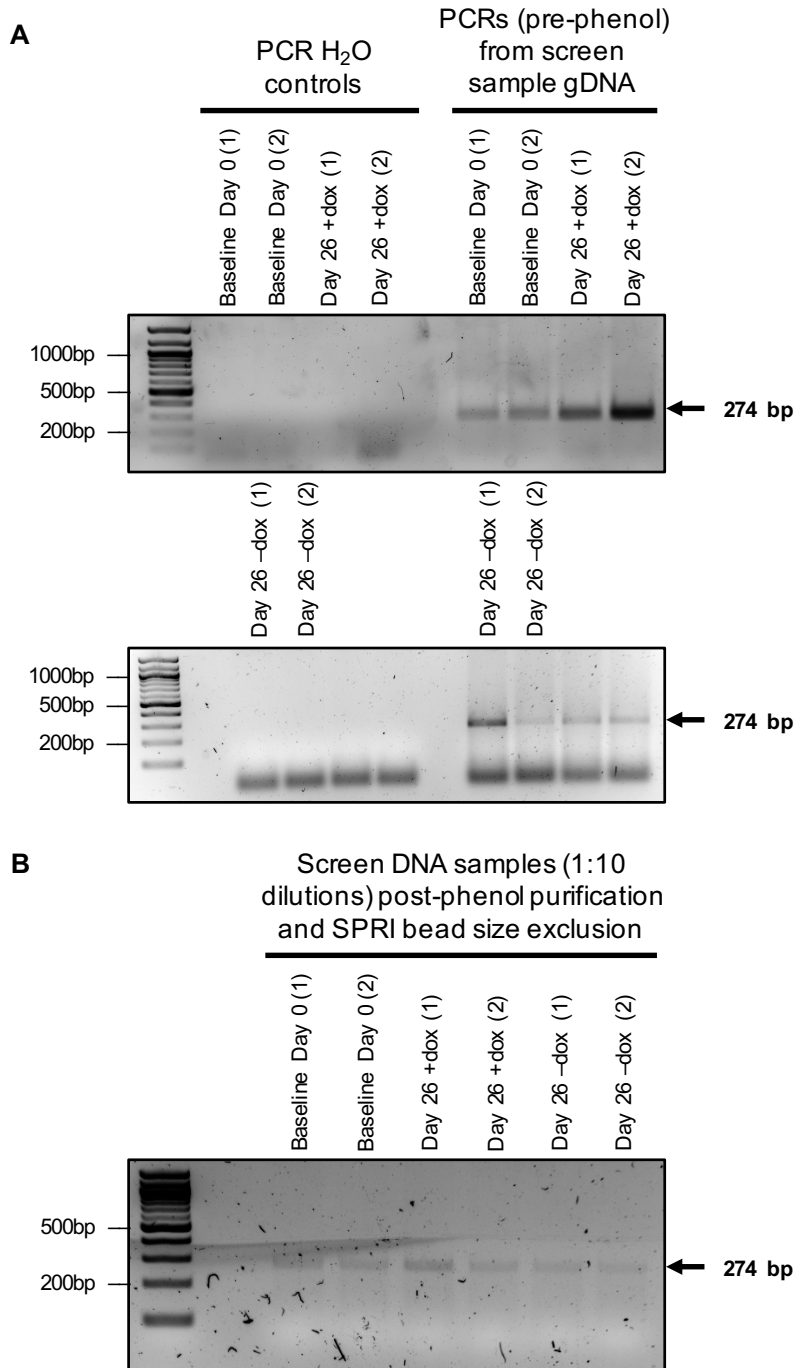 A
PCR H₂O
controls
PCRs (pre-phenol)
from screen
sample gDNA
Baseline Day 0 (1)
Baseline Day 0 (2)
Day 26 +dox (1)
Day 26 +dox (2)
Baseline Day 0 (1)
Baseline Day 0 (2)
Day 26 +dox (1)
Day 26 +dox (2)
1000bp
500bp
200bp
274 bp
Day 26 –dox (1)
Day 26 –dox (2)
Day 26 –dox (1)
Day 26 –dox (2)
1000bp
500bp
200bp
274 bp
B
Screen DNA samples (1:10
dilutions) post-phenol purification
and SPRI bead size exclusion
Baseline Day 0 (1)
Baseline Day 0 (2)
Day 26 +dox (1)
Day 26 +dox (2)
Day 26 –dox (1)
Day 26 –dox (2)
500bp
200bp
274 bp